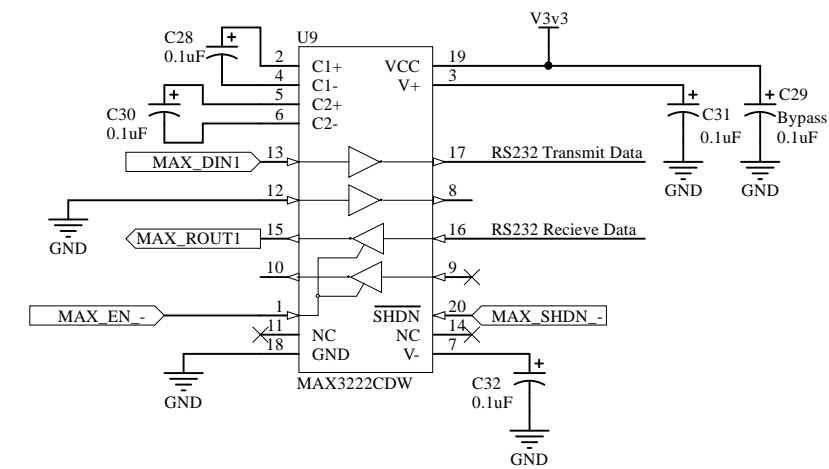 V3v3
C28
0.1uF
U9
2
C1+
VCC
19
4
C1-
V+
3
5
C2+
6
C2-
C30
0.1uF
C31
0.1uF
C29
Bypass
0.1uF
MAX_DIN1
13
17
RS232 Transmit Data
GND
GND
12
8
GND
MAX_ROUT1
15
16
RS232 Recieve Data
10
9
MAX_EN_-
1
SHDN
20
MAX_SHDN_-
11
NC
NC
14
18
GND
V-
7
GND
MAX3222CDW
C32
0.1uF
GND